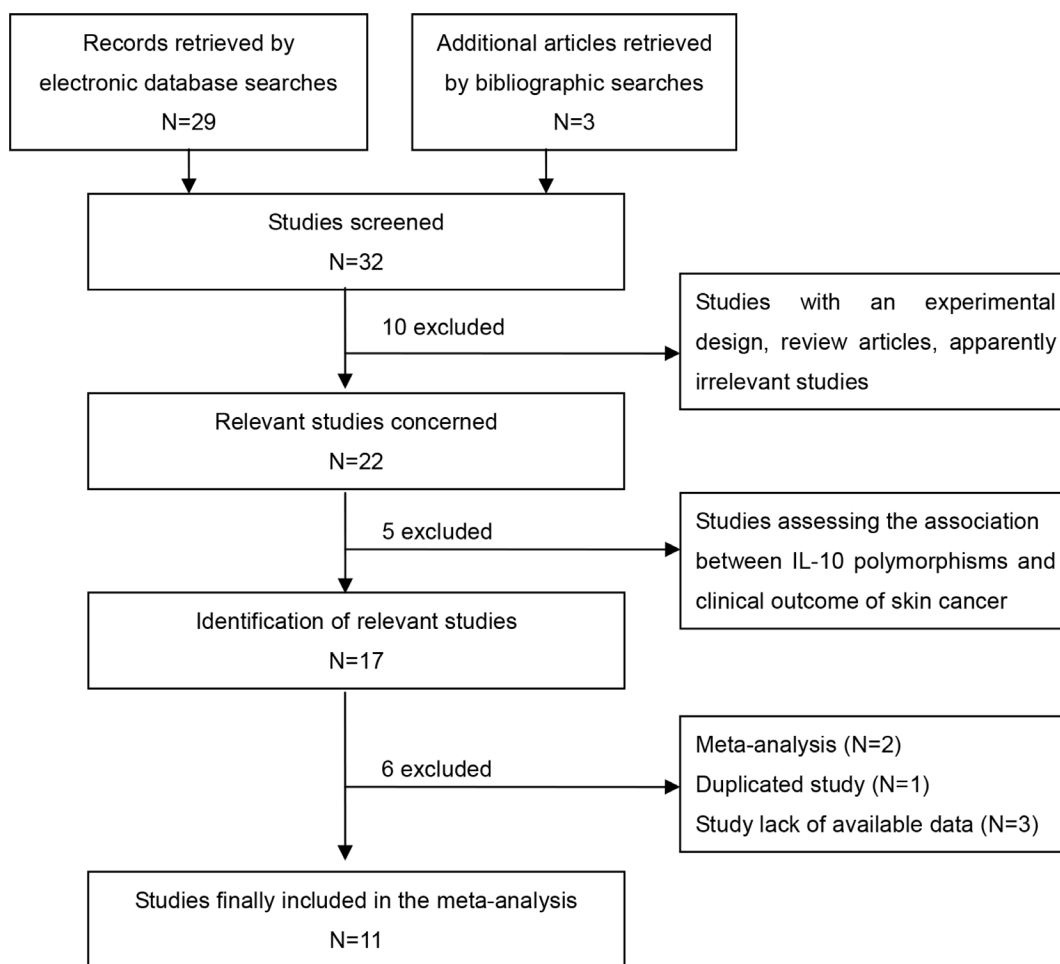 Records retrieved by
electronic database searches
N=29
Additional articles retrieved
by bibliographic searches
N=3
Studies screened
N=32
10 excluded
Studies with an experimental
design, review articles, apparently
irrelevant studies
Relevant studies concerned
N=22
5 excluded
Studies assessing the association
between IL-10 polymorphisms and
clinical outcome of skin cancer
Identification of relevant studies
N=17
6 excluded
Meta-analysis (N=2)
Duplicated study (N=1)
Study lack of available data (N=3)
Studies finally included in the meta-analysis
N=11